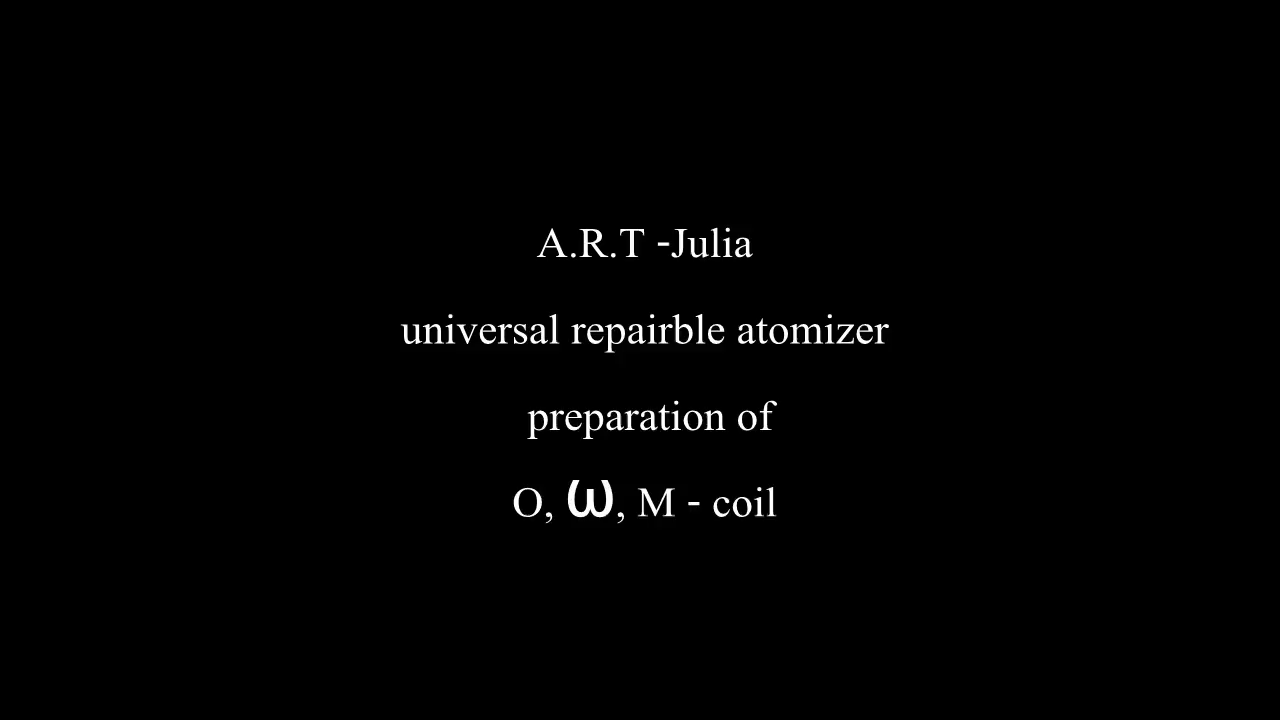 A.R.T -Julia
universal repairble atomizer
preparation of
O, ω, M - coil